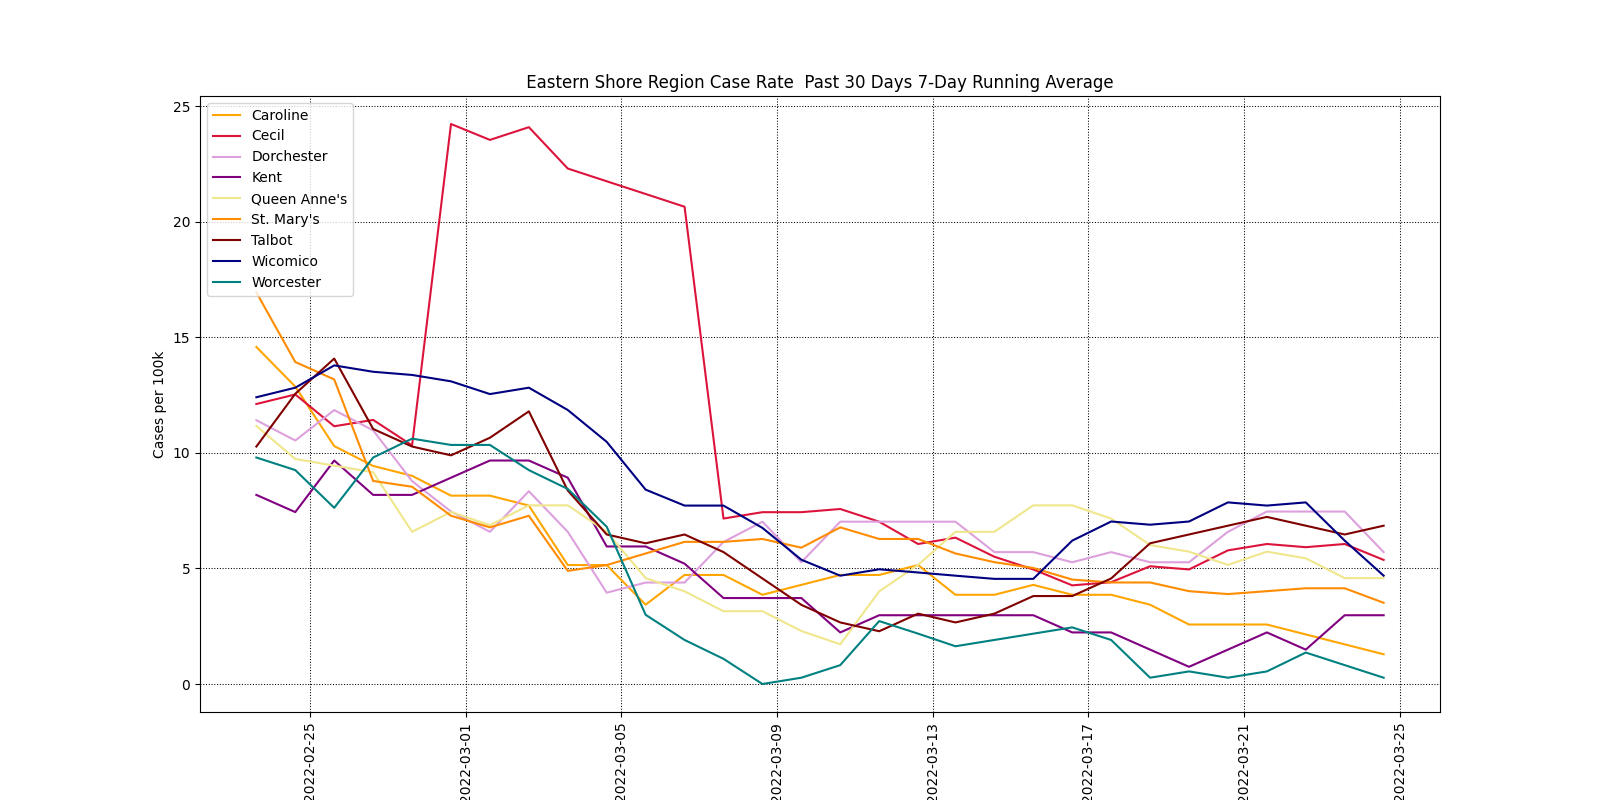 Eastern Shore Region Case Rate  Past 30 Days 7-Day Running Average
25
20
15
10
5
0
Cases per 100k
Caroline
Cecil
Dorchester
Kent
Queen Anne's
St. Mary's
Talbot
Wicomico
Worcester
2022-02-25
2022-03-01
2022-03-05
2022-03-09
2022-03-13
2022-03-17
2022-03-21
2022-03-25